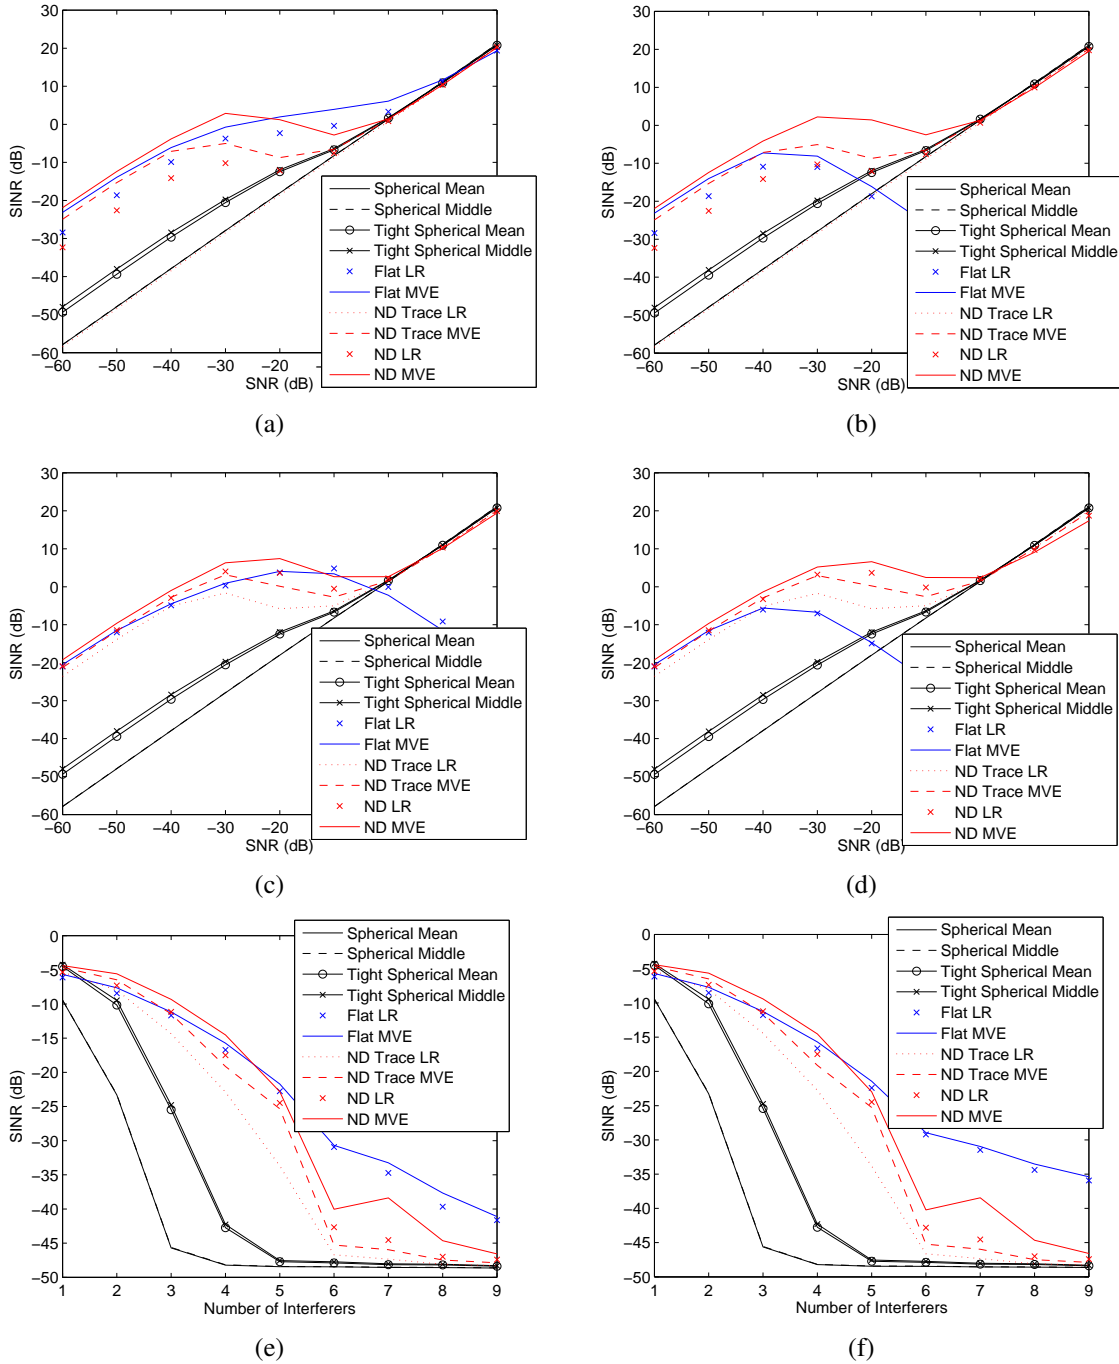 30
20
10
0
−10
−20
−30
−40
−50
−60
−60 −50 −40 −30 −20
SINR (dB)
SNR (dB)
Spherical Mean
Spherical Middle
Tight Spherical Mean
Tight Spherical Middle
Flat LR
Flat MVE
ND Trace LR
ND Trace MVE
ND LR
ND MVE
(a)
30
20
10
0
−10
−20
−30
−40
−50
−60
−60 −50 −40 −30 −20
SINR (dB)
SNR (dB)
Spherical Mean
Spherical Middle
Tight Spherical Mean
Tight Spherical Middle
Flat LR
Flat MVE
ND Trace LR
ND Trace MVE
ND LR
ND MVE
(b)
30
20
10
0
−10
−20
−30
−40
−50
−60
−60 −50 −40 −30 −20
SINR (dB)
SNR (dB)
Spherical Mean
Spherical Middle
Tight Spherical Mean
Tight Spherical Middle
Flat LR
Flat MVE
ND Trace LR
ND Trace MVE
ND LR
ND MVE
(c)
30
20
10
0
−10
−20
−30
−40
−50
−60
−60 −50 −40 −30 −20
SINR (dB)
SNR (dB)
Spherical Mean
Spherical Middle
Tight Spherical Mean
Tight Spherical Middle
Flat LR
Flat MVE
ND Trace LR
ND Trace MVE
ND LR
ND MVE
(d)
0
−5
−10
−15
−20
−25
−30
−35
−40
−45
−50
1 2 3 4 5 6 7 8 9
SINR (dB)
Number of Interferers
Spherical Mean
Spherical Middle
Tight Spherical Mean
Tight Spherical Middle
Flat LR
Flat MVE
ND Trace LR
ND Trace MVE
ND LR
ND MVE
(e)
0
−5
−10
−15
−20
−25
−30
−35
−40
−45
−50
1 2 3 4 5 6 7 8 9
SINR (dB)
Number of Interferers
Spherical Mean
Spherical Middle
Tight Spherical Mean
Tight Spherical Middle
Flat LR
Flat MVE
ND Trace LR
ND Trace MVE
ND LR
ND MVE
(f)